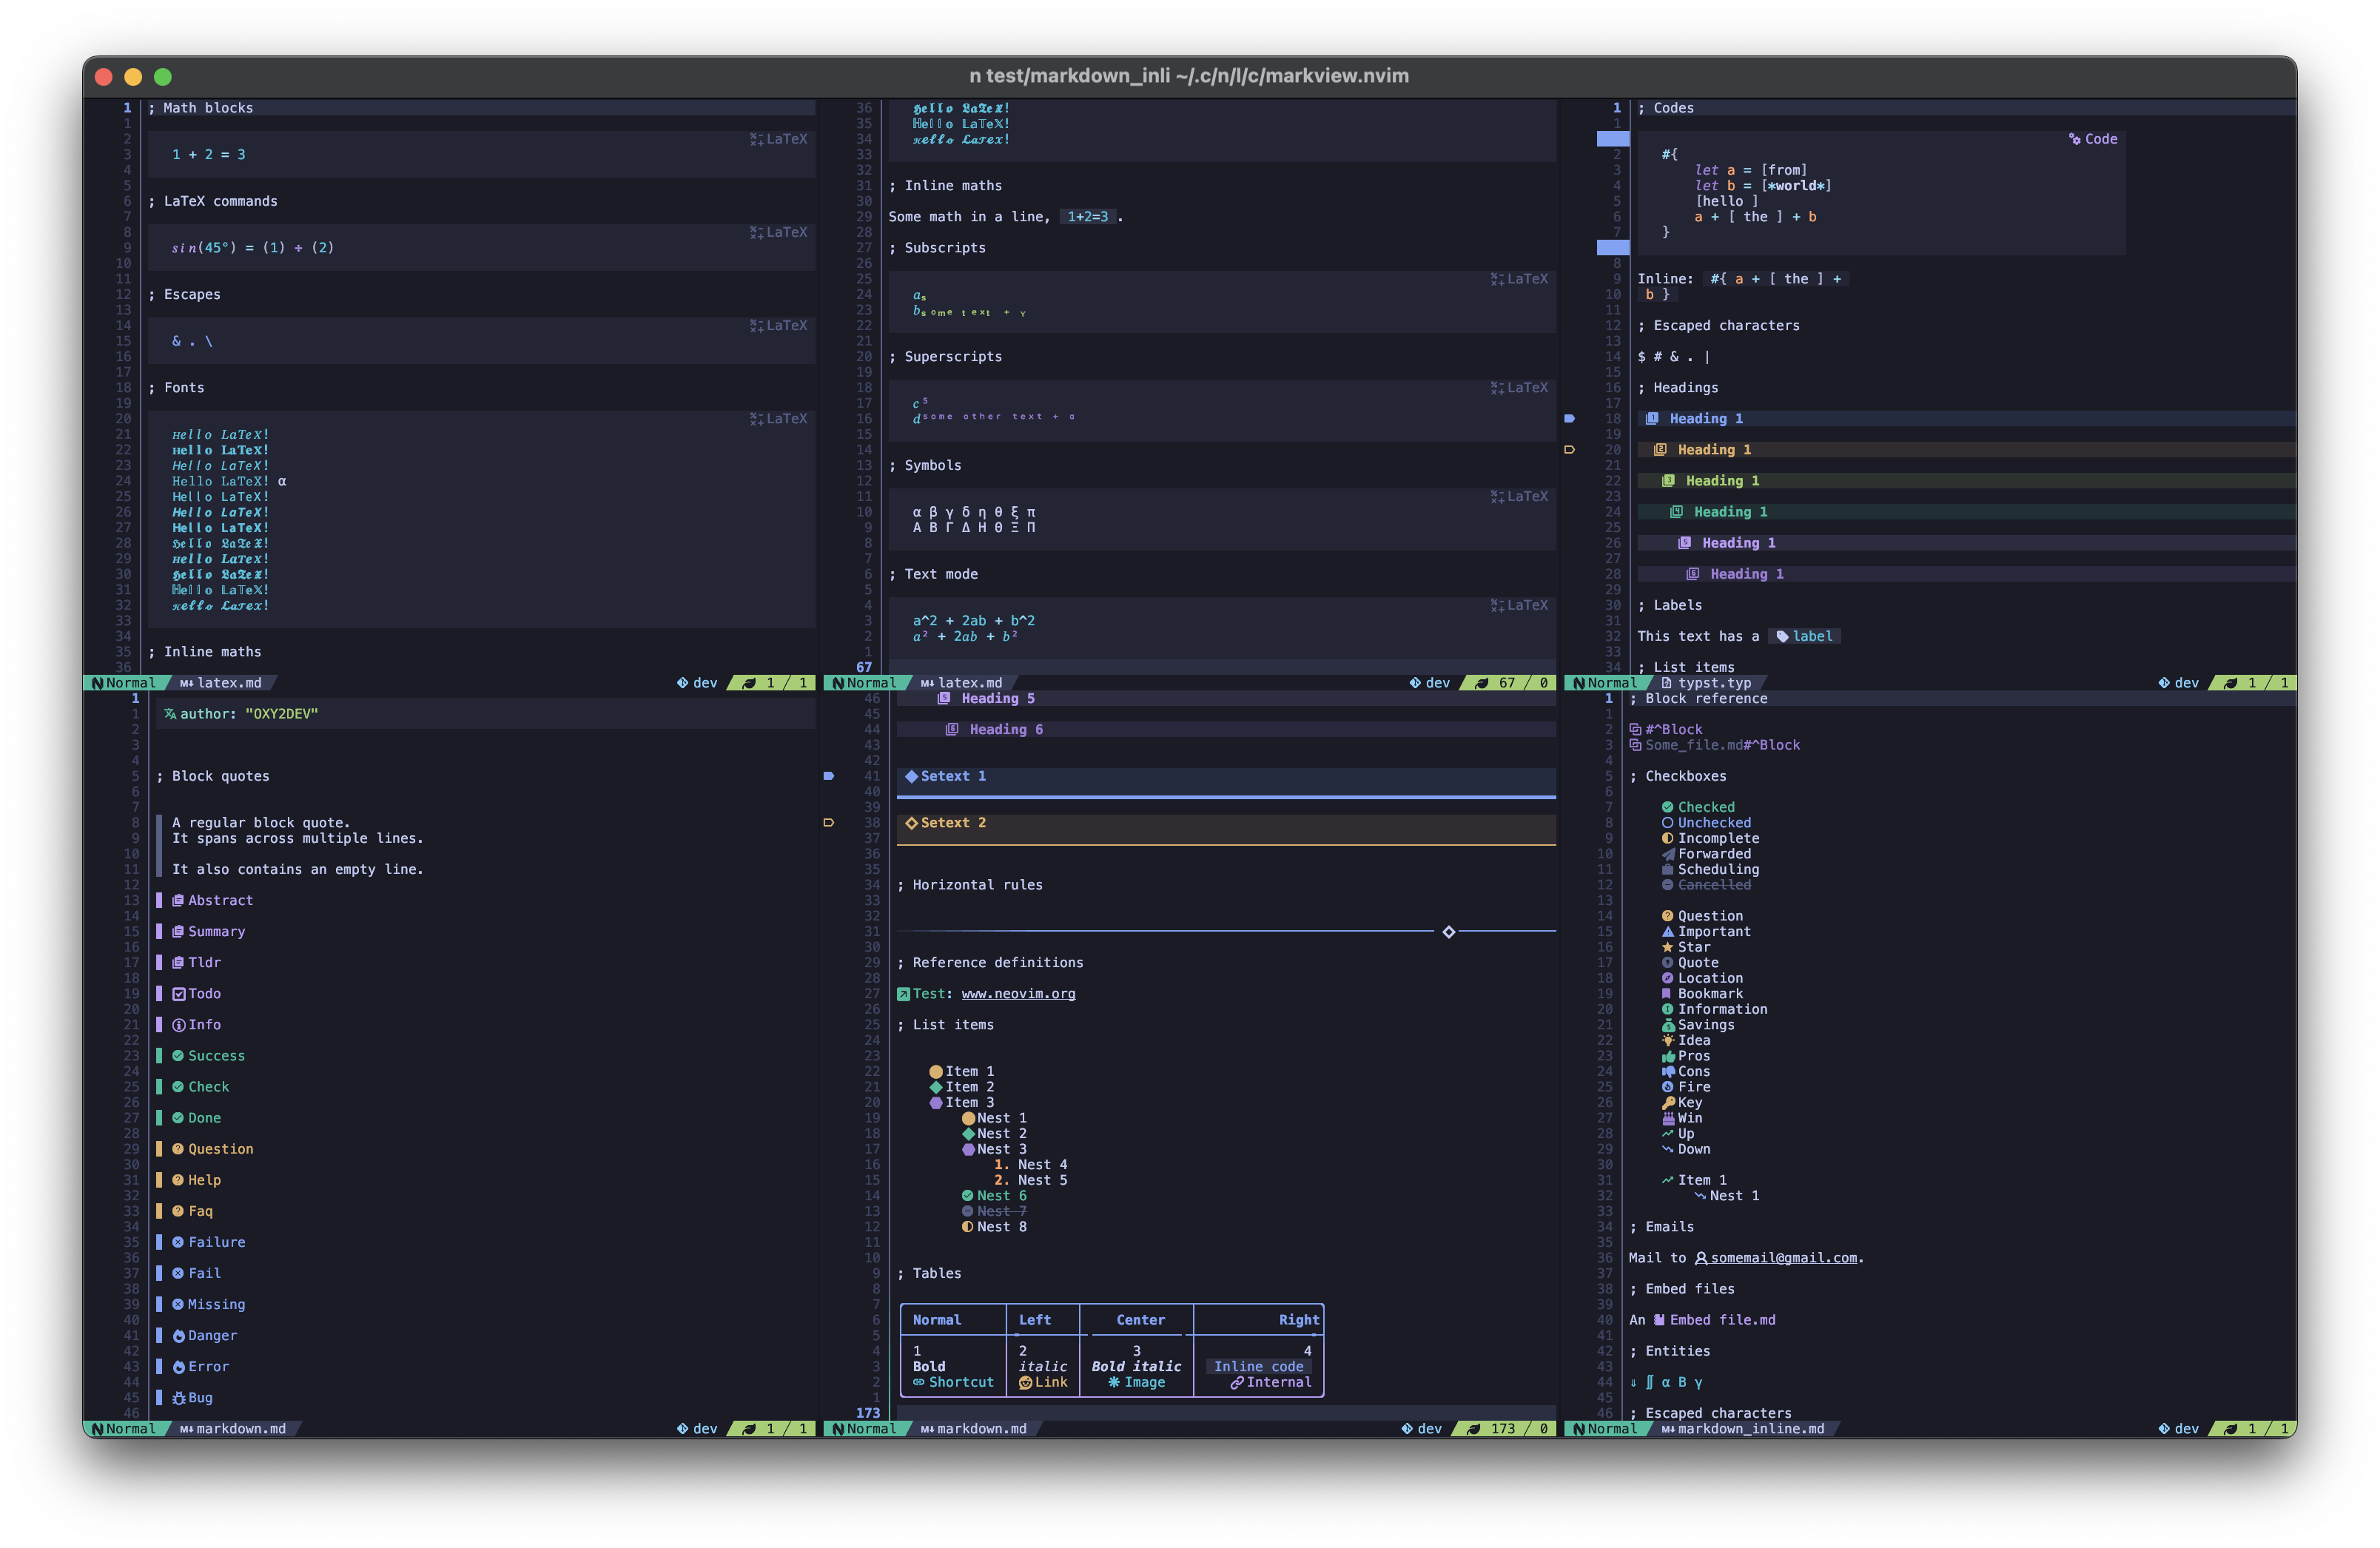 n test/markdown_inli ~/.c/n/l/c/markview.nvim
1 ; Math blocks
1
2 LaTeX
3 1 + 2 = 3
4
5
6 ; LaTeX commands
7
8 LaTeX
9 𝑠𝑖𝑛(45°) = (1) ÷ (2)
10
11
12 ; Escapes
13
14 LaTeX
15 & . \
16
17
18 ; Fonts
19
20 LaTeX
21 Hello LaTeX!
22 Hello LaTeX!
23 Hello LaTeX!
24 Hello LaTeX! α
25 Hello LaTeX!
26 Hello LaTeX!
27 Hello LaTeX!
28 Hello LaTeX!
29 Hello LaTeX!
30 Hello LaTeX!
31 Hello LaTeX!
32 Hello LaTeX!
33
34
35 ; Inline maths
36
Normal latex.md dev 1 / 1
36 Hello LaTeX!
35 Hello LaTeX!
34 Hello LaTeX!
33
32
31 ; Inline maths
30
29 Some math in a line, 1+2=3 .
28
27 ; Subscripts
26
25 LaTeX
24 aₛ
23 bₛₒₘₑ ₜₑₓₜ ₊ ᵧ
22
21
20 ; Superscripts
19
18 LaTeX
17 c⁵
16 dˢᵒᵐᵉ ᵒᵗʰᵉʳ ᵗᵉˣᵗ ⁺ ᵅ
15
14
13 ; Symbols
12
11 LaTeX
10 α β γ δ η θ ξ π
9 Α Β Γ Δ Η Θ Ξ Π
8
7
6 ; Text mode
5
4 LaTeX
3 a^2 + 2ab + b^2
2 a² + 2ab + b²
1
67
Normal latex.md dev 67 / 0
1 ; Codes
1
Code
2 #{
3 let a = [from]
4 let b = [*world*]
5 [hello ]
6 a + [ the ] + b
7 }
8
9 Inline: #{ a + [ the ] +
10 b }
11
12 ; Escaped characters
13
14 $ # & . |
15
16 ; Headings
17
18 1 Heading 1
19
20 2 Heading 1
21
22 3 Heading 1
23
24 4 Heading 1
25
26 5 Heading 1
27
28 6 Heading 1
29
30 ; Labels
31
32 This text has a label
33
34 ; List items
Normal typst.typ dev 1 / 1
1
1 author: "OXY2DEV"
2
3
4
5 ; Block quotes
6
7
8 A regular block quote.
9 It spans across multiple lines.
10
11 It also contains an empty line.
12
13 Abstract
14
15 Summary
16
17 Tldr
18
19 Todo
20
21 Info
22
23 Success
24
25 Check
26
27 Done
28
29 Question
30
31 Help
32
33 Faq
34
35 Failure
36
37 Fail
38
39 Missing
40
41 Danger
42
43 Error
44
45 Bug
46
Normal markdown.md dev 1 / 1
46 5 Heading 5
45
44 6 Heading 6
43
42
41 Setext 1
40
39
38 Setext 2
37
36
35
34 ; Horizontal rules
33
32
31
30
29 ; Reference definitions
28
27 Test: www.neovim.org
26
25 ; List items
24
23
22 Item 1
21 Item 2
20 Item 3
19 Nest 1
18 Nest 2
17 Nest 3
16 1. Nest 4
15 2. Nest 5
14 Nest 6
13 Nest 7
12 Nest 8
11
10
9 ; Tables
8
7
6 Normal Left Center Right
5
4 1 2 3 4
3 Bold italic Bold italic Inline code
2 Shortcut Link Image Internal
1
173
Normal markdown.md dev 173 / 0
1 ; Block reference
1
2 #^Block
3 Some_file.md#^Block
4
5 ; Checkboxes
6
7 Checked
8 Unchecked
9 Incomplete
10 Forwarded
11 Scheduling
12 Cancelled
13
14 Question
15 Important
16 Star
17 Quote
18 Location
19 Bookmark
20 Information
21 Savings
22 Idea
23 Pros
24 Cons
25 Fire
26 Key
27 Win
28 Up
29 Down
30
31 Item 1
32 Nest 1
33
34 ; Emails
35
36 Mail to somemail@gmail.com.
37
38 ; Embed files
39
40 An Embed file.md
41
42 ; Entities
43
44 ⇓ ∬ α Β γ
45
46 ; Escaped characters
Normal markdown_inline.md dev 1 / 1